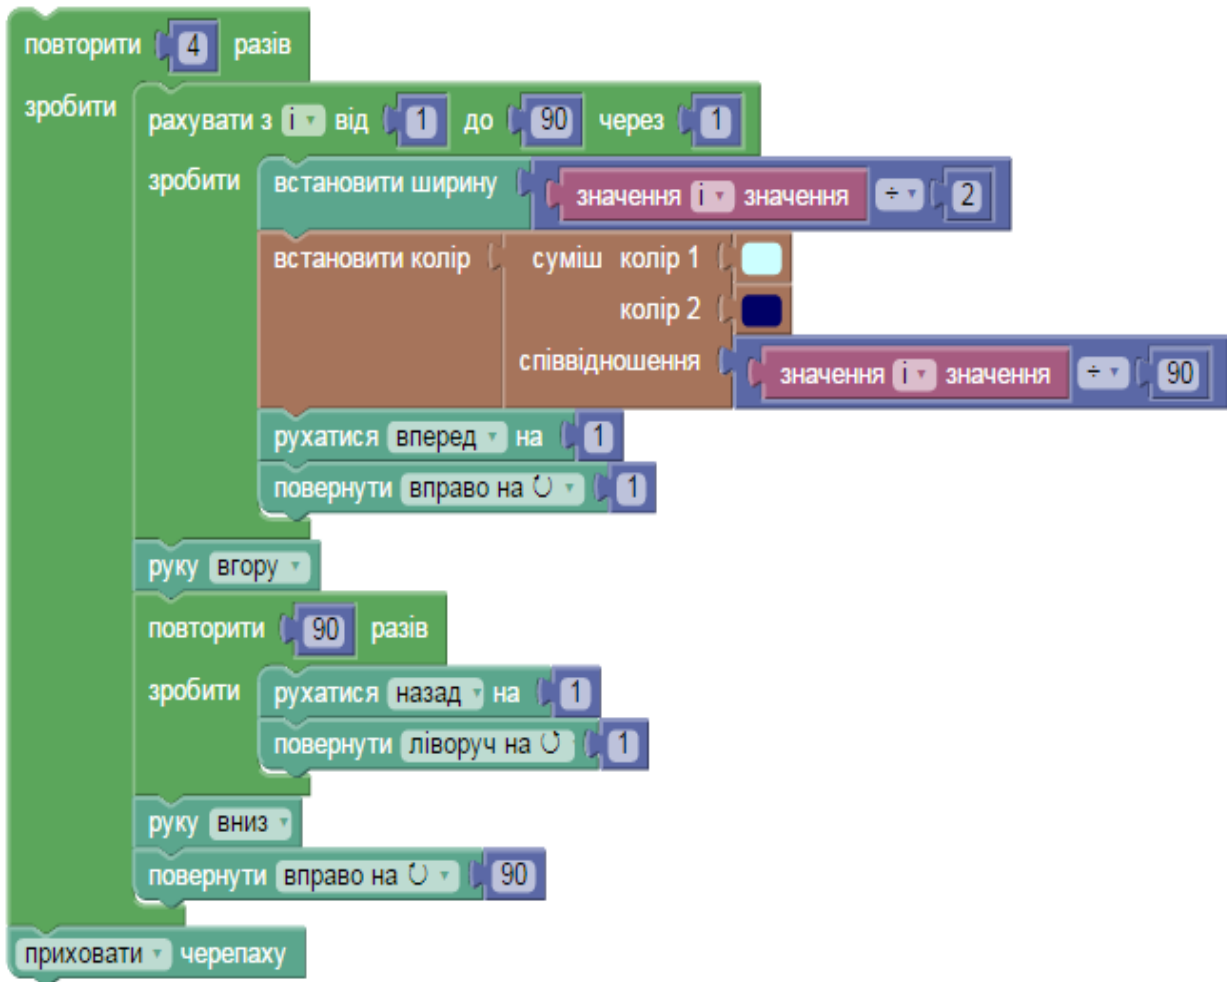 повторити 4 разів
зробити
рахувати з i від 1 до 90 через 1
зробити
встановити ширину значення i значення ÷ 2
встановити колір суміш колір 1
колір 2
співвідношення значення i значення ÷ 90
рухатися вперед на 1
повернути вправо на ↻ 1
руку вгору
повторити 90 разів
зробити
рухатися назад на 1
повернути ліворуч на ↺ 1
руку вниз
повернути вправо на ↻ 90
приховати черепаху